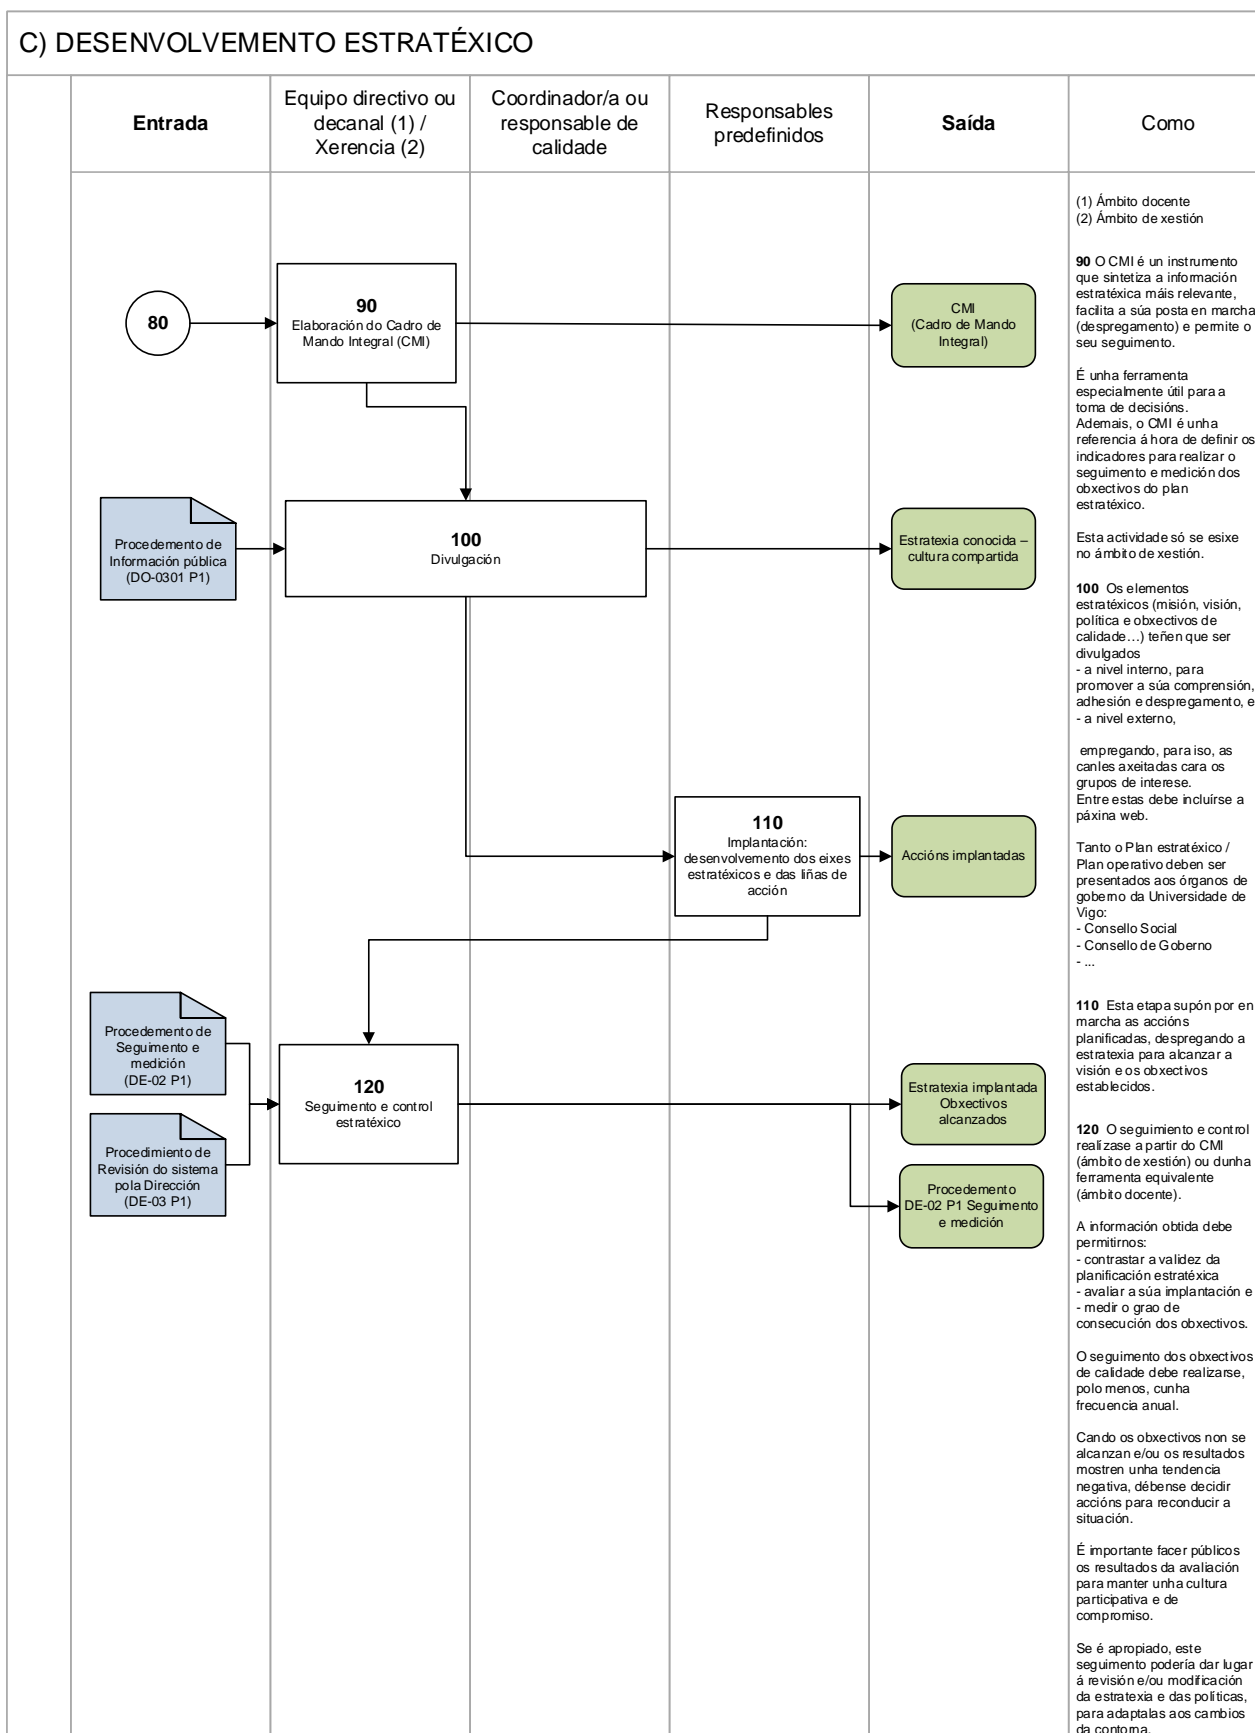 C) DESENVOLVEMENTO ESTRATÉXICO
Entrada
Equipo directivo ou
decanal (1) /
Xerencia (2)
Coordinador/a ou
responsable de
calidade
Responsables
predefinidos
Saída
Como
80
90
Elaboración do Cadro de
Mando Integral (CMI)
CMI
(Cadro de Mando
Integral)
Procedemento de
Información pública
(DO-0301 P1)
100
Divulgación
Estratexia conocida –
cultura compartida
110
Implantación:
desenvolvemento dos eixes
estratéxicos e das liñas de
acción
Accións implantadas
Procedemento de
Seguimento e
medición
(DE-02 P1)
Procedimiento de
Revisión do sistema
pola Dirección
(DE-03 P1)
120
Seguimento e control
estratéxico
Estratexia implantada
Obxectivos
alcanzados
Procedemento
DE-02 P1 Seguimento
e medición
(1) Ámbito docente
(2) Ámbito de xestión
90 O CMI é un instrumento
que sintetiza a información
estratéxica máis relevante,
facilita a súa posta en marcha
(despregamento) e permite o
seu seguimento.
É unha ferramenta
especialmente útil para a
toma de decisións.
Ademais, o CMI é unha
referencia á hora de definir os
indicadores para realizar o
seguimento e medición dos
obxectivos do plan
estratéxico.
Esta actividade só se esixe
no ámbito de xestión.
100 Os elementos
estratéxicos (misión, visión,
política e obxectivos de
calidade…) teñen que ser
divulgados
- a nivel interno, para
promover a súa comprensión,
adhesión e despregamento, e
- a nivel externo,
empregando, para iso, as
canles axeitadas cara os
grupos de interese.
Entre estas debe incluírse a
páxina web.
Tanto o Plan estratéxico /
Plan operativo deben ser
presentados aos órganos de
goberno da Universidade de
Vigo:
- Consello Social
- Consello de Goberno
- ...
110 Esta etapa supón por en
marcha as accións
planificadas, despregando a
estratexia para alcanzar a
visión e os obxectivos
establecidos.
120 O seguimiento e control
realízase a partir do CMI
(ámbito de xestión) ou dunha
ferramenta equivalente
(ámbito docente).
A información obtida debe
permitirnos:
- contrastar a validez da
planificación estratéxica
- avaliar a súa implantación e
- medir o grao de
consecución dos obxectivos.
O seguimento dos obxectivos
de calidade debe realizarse,
polo menos, cunha
frecuencia anual.
Cando os obxectivos non se
alcanzan e/ou os resultados
mostren unha tendencia
negativa, débense decidir
accións para reconducir a
situación.
É importante facer públicos
os resultados da avaliación
para manter unha cultura
participativa e de
compromiso.
Se é apropiado, este
seguimento podería dar lugar
á revisión e/ou modificación
da estratexia e das políticas,
para adaptalas aos cambios
da contorna.